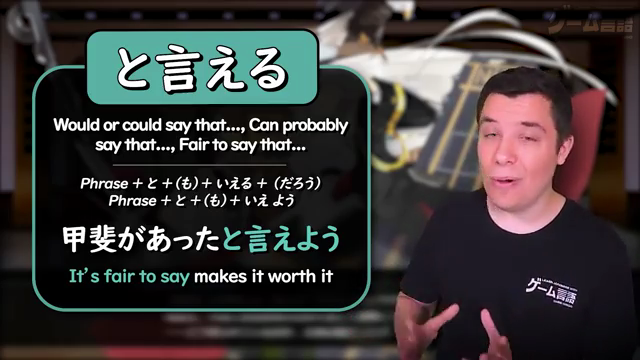 ゲーム言語
と言える
Would or could say that..., Can probably
say that..., Fair to say that...
Phrase + と + (も) + いえる + (だろう)
Phrase + と + (も) + いえ よう
甲斐があったと言えよう
It's fair to say makes it worth it
ゲーム言語